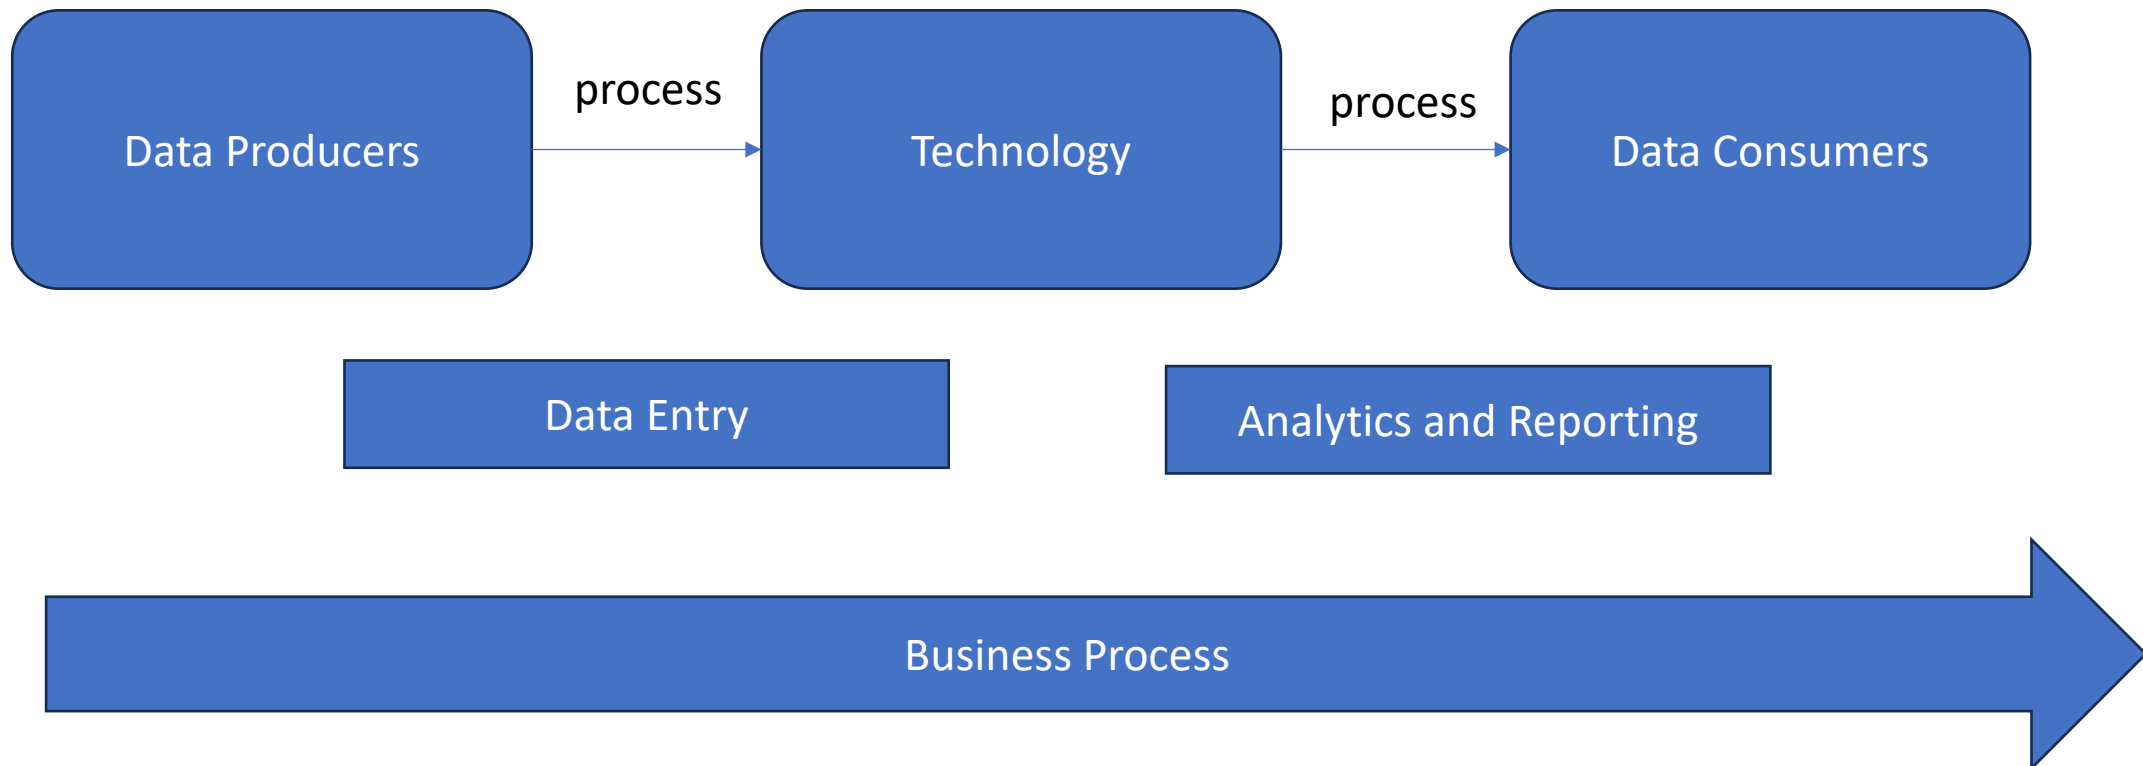 Data Producers
process
Technology
process
Data Consumers
Data Entry
Analytics and Reporting
Business Process